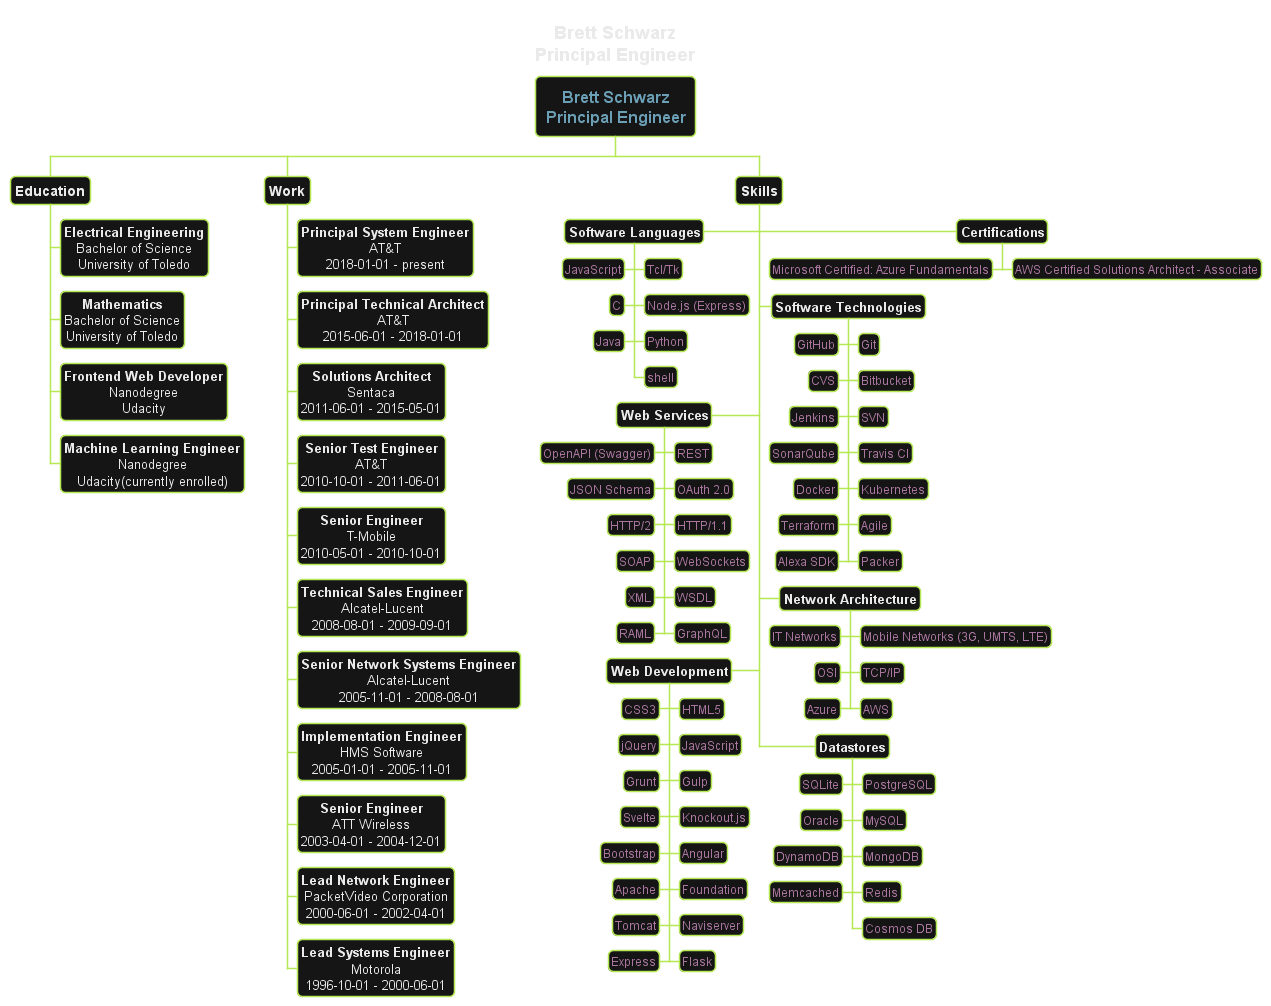 Brett Schwarz
Principal Engineer
Brett Schwarz
Principal Engineer
Education
Electrical Engineering
Bachelor of Science
University of Toledo
Mathematics
Bachelor of Science
University of Toledo
Frontend Web Developer
Nanodegree
Udacity
Machine Learning Engineer
Nanodegree
Udacity(currently enrolled)
Work
Principal System Engineer
AT&T
2018-01-01 - present
Principal Technical Architect
AT&T
2015-06-01 - 2018-01-01
Solutions Architect
Sentaca
2011-06-01 - 2015-05-01
Senior Test Engineer
AT&T
2010-10-01 - 2011-06-01
Senior Engineer
T-Mobile
2010-05-01 - 2010-10-01
Technical Sales Engineer
Alcatel-Lucent
2008-08-01 - 2009-09-01
Senior Network Systems Engineer
Alcatel-Lucent
2005-11-01 - 2008-08-01
Implementation Engineer
HMS Software
2005-01-01 - 2005-11-01
Senior Engineer
ATT Wireless
2003-04-01 - 2004-12-01
Lead Network Engineer
PacketVideo Corporation
2000-06-01 - 2002-04-01
Lead Systems Engineer
Motorola
1996-10-01 - 2000-06-01
Skills
Software Languages
JavaScript
Tcl/Tk
C
Node.js (Express)
Java
Python
shell
Web Services
OpenAPI (Swagger)
REST
JSON Schema
OAuth 2.0
HTTP/2
HTTP/1.1
SOAP
WebSockets
XML
WSDL
RAML
GraphQL
Web Development
CSS3
HTML5
jQuery
JavaScript
Grunt
Gulp
Svelte
Knockout.js
Bootstrap
Angular
Apache
Foundation
Tomcat
Naviserver
Express
Flask
Certifications
Microsoft Certified: Azure Fundamentals
AWS Certified Solutions Architect - Associate
Software Technologies
GitHub
Git
CVS
Bitbucket
Jenkins
SVN
SonarQube
Travis CI
Docker
Kubernetes
Terraform
Agile
Alexa SDK
Packer
Network Architecture
IT Networks
Mobile Networks (3G, UMTS, LTE)
OSI
TCP/IP
Azure
AWS
Datastores
SQLite
PostgreSQL
Oracle
MySQL
DynamoDB
MongoDB
Memcached
Redis
Cosmos DB